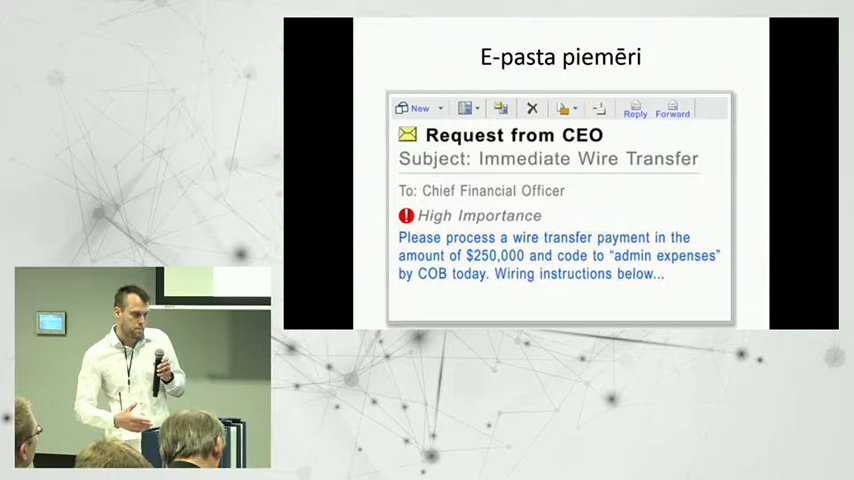 E-pasta piemēri
New
Reply Forward
Request from CEO
Subject: Immediate Wire Transfer
To: Chief Financial Officer
High Importance
Please process a wire transfer payment in the
amount of $250,000 and code to “admin expenses”
by COB today. Wiring instructions below...